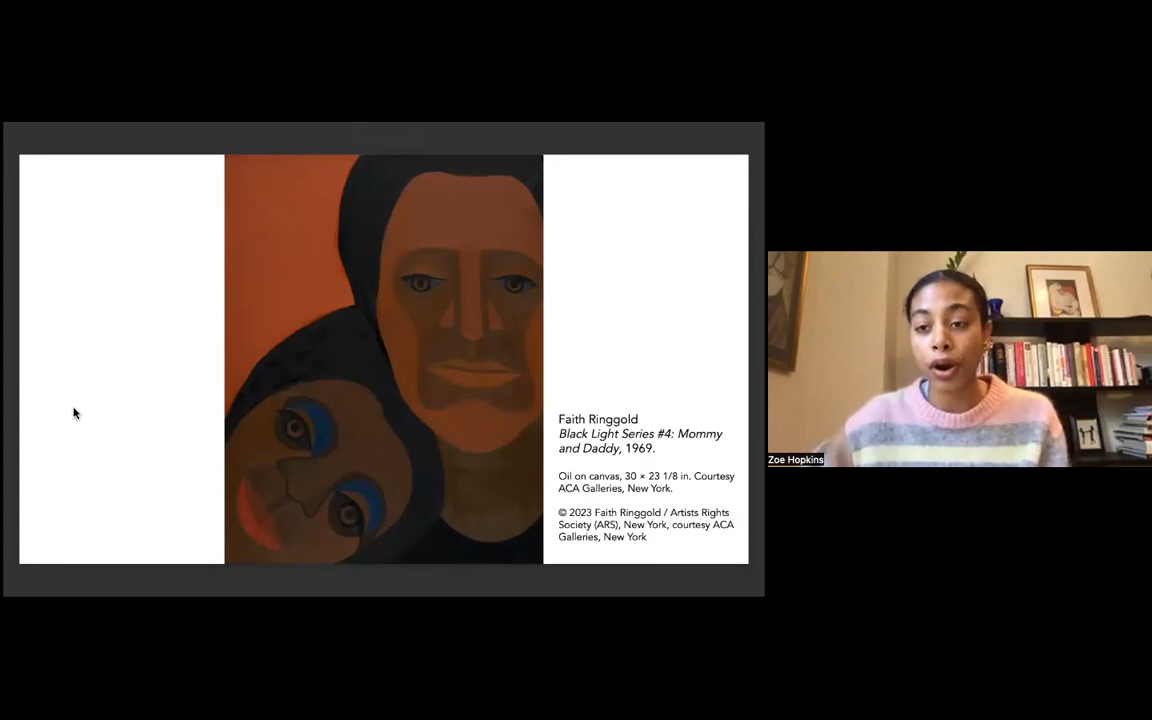 Faith Ringgold
Black Light Series #4: Mommy
and Daddy, 1969.
Oil on canvas, 30 × 23 1/8 in. Courtesy
ACA Galleries, New York.
© 2023 Faith Ringgold / Artists Rights
Society (ARS), New York, courtesy ACA
Galleries, New York
Zoe Hopkins